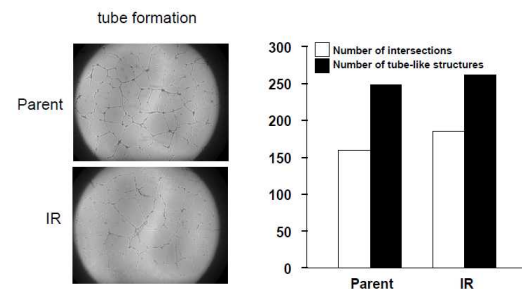 tube formation
Parent
IR
300
250
200
150
100
50
0
Number of intersections
Number of tube-like structures
Parent
IR